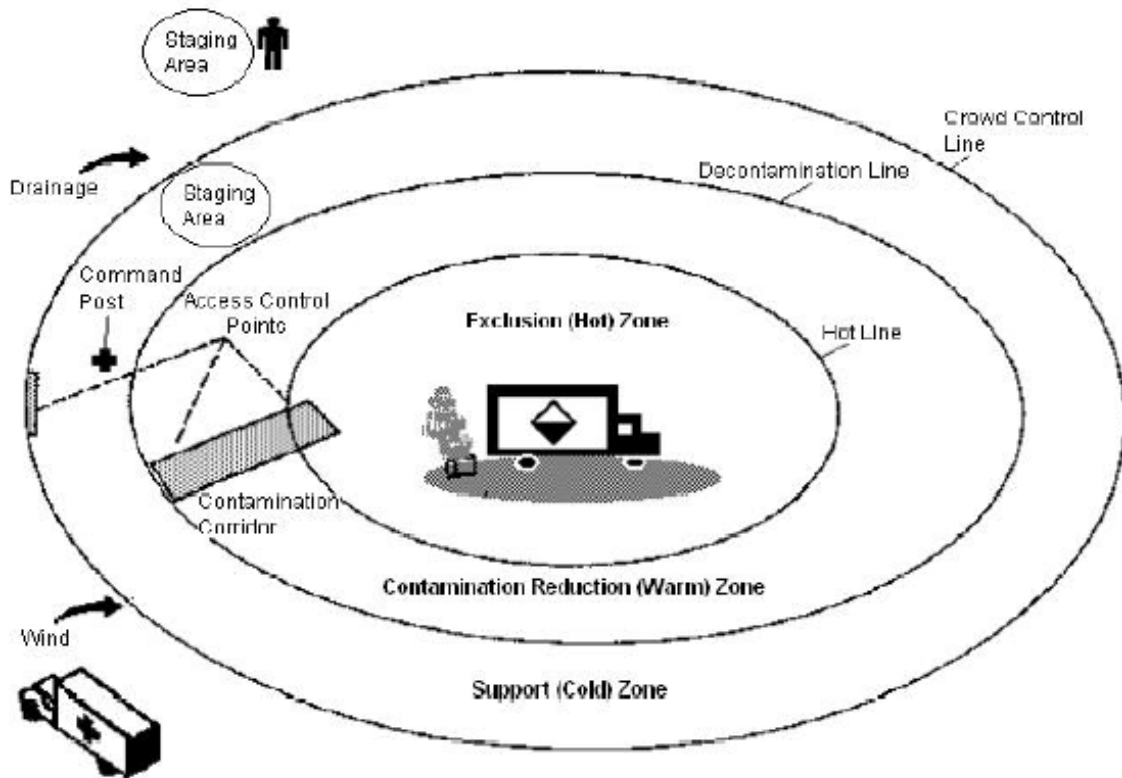 Staging
Area
Crowd Control
Line
Decontamination Line
Drainage
Staging
Area
Command
Post
Access Control
Points
Exclusion (Hot) Zone
Hot Line
Contamination
Corridor
Contamination Reduction (Warm) Zone
Wind
Support (Cold) Zone